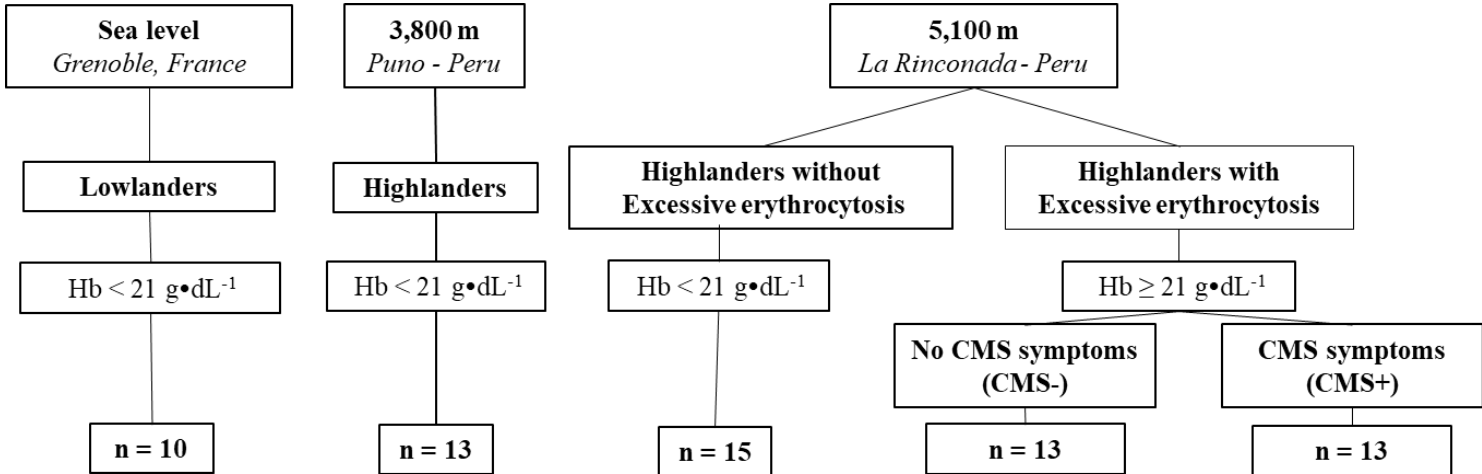 Sea level
Grenoble, France
3,800 m
Puno - Peru
5,100 m
La Rinconada - Peru
Lowlanders
Highlanders
Highlanders without
Excessive erythrocytosis
Highlanders with
Excessive erythrocytosis
Hb < 21 g•dL⁻¹
Hb < 21 g•dL⁻¹
Hb < 21 g•dL⁻¹
Hb ≥ 21 g•dL⁻¹
No CMS symptoms
(CMS-)
CMS symptoms
(CMS+)
n = 10
n = 13
n = 15
n = 13
n = 13